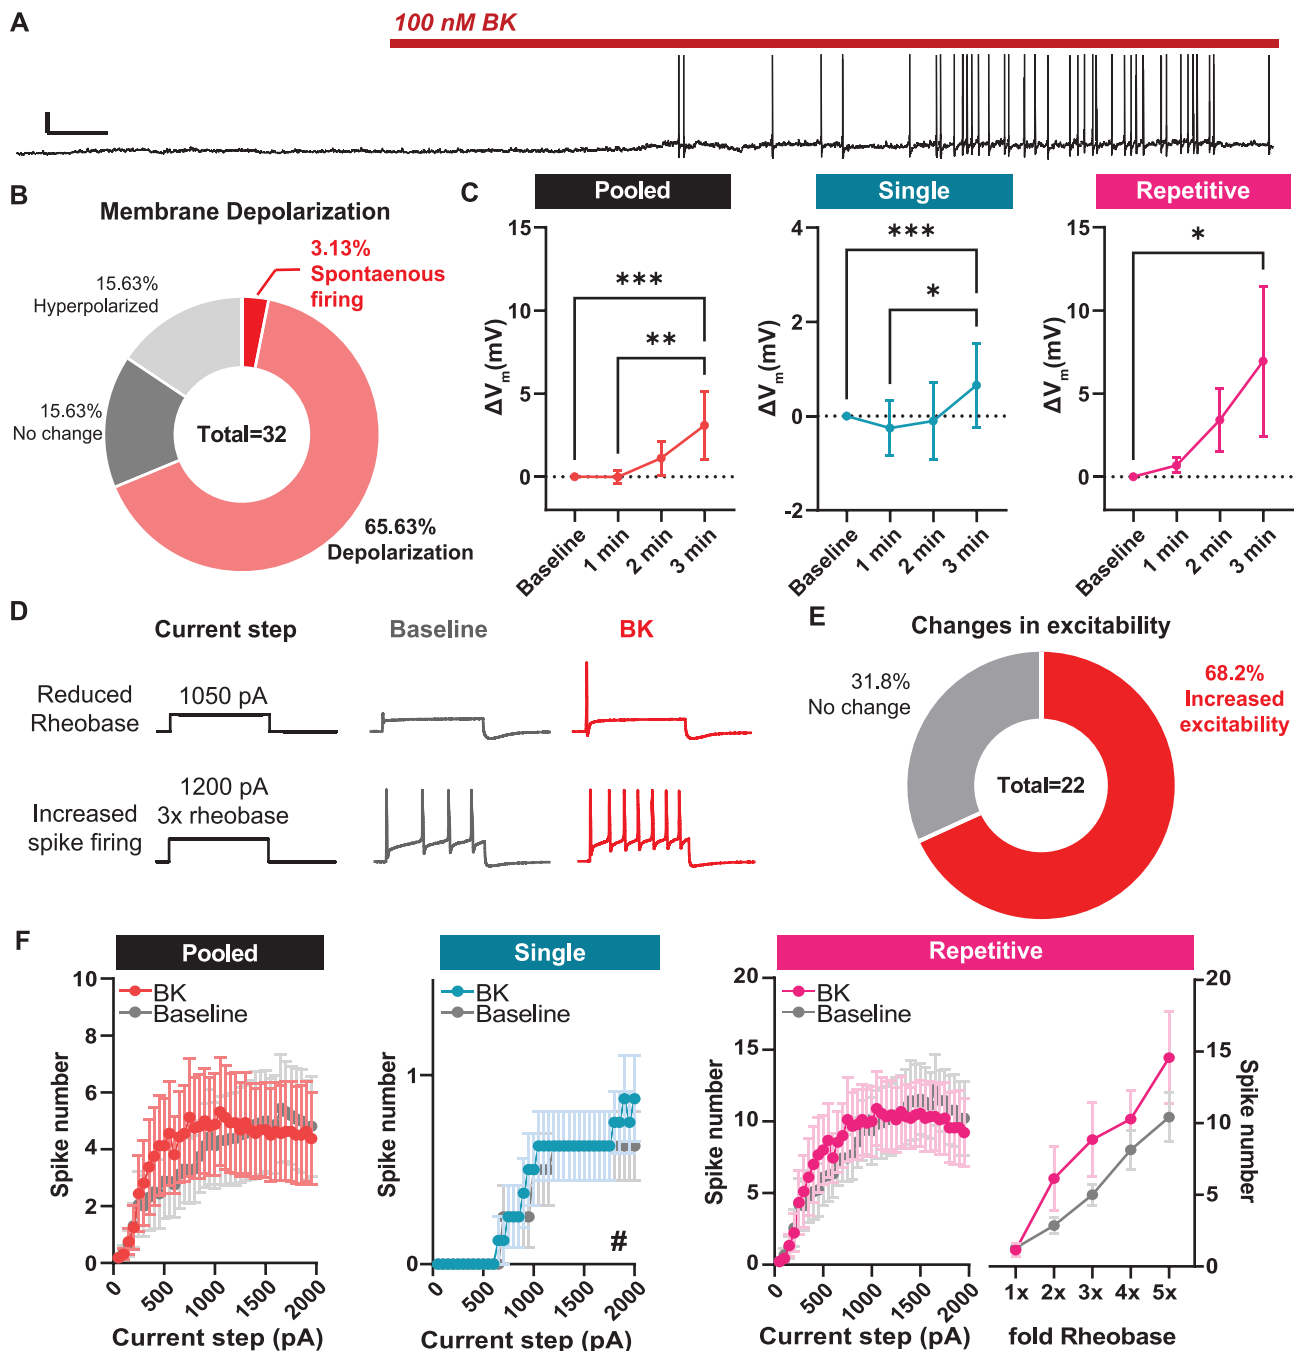 A
100 nM BK
B
Membrane Depolarization
3.13%
Spontaenous
firing
15.63%
Hyperpolarized
15.63%
No change
Total=32
65.63%
Depolarization
C
Pooled
Single
Repetitive
15
10
5
0
ΔVm(mV)
***
**
Baseline
1 min
2 min
3 min
4
2
0
-2
ΔVm(mV)
***
*
Baseline
1 min
2 min
3 min
15
10
5
0
ΔVm(mV)
*
Baseline
1 min
2 min
3 min
D
Current step
Baseline
BK
Reduced
Rheobase
1050 pA
Increased
spike firing
1200 pA
3x rheobase
E
Changes in excitability
31.8%
No change
68.2%
Increased
excitability
Total=22
F
Pooled
Single
Repetitive
10
8
6
4
2
0
Spike number
BK
Baseline
0
500
1000
1500
2000
Current step (pA)
1
0
Spike number
BK
Baseline
#
0
500
1000
1500
2000
Current step (pA)
20
15
10
5
0
Spike number
BK
Baseline
0
500
1000
1500
2000
Current step (pA)
20
15
10
5
0
Spike number
1x
2x
3x
4x
5x
fold Rheobase